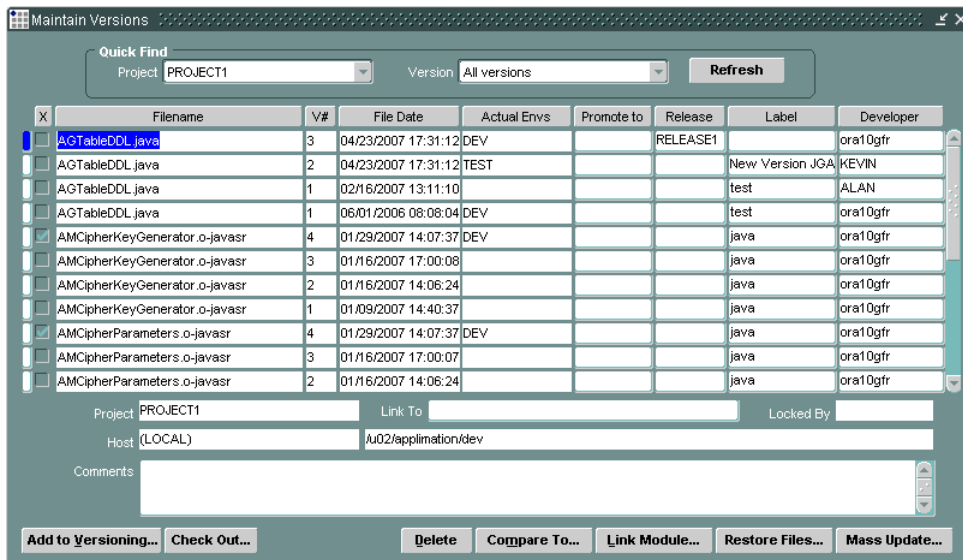 Maintain Versions
Quick Find
Project PROJECT1 Version All versions Refresh
X Filename V# File Date Actual Envs Promote to Release Label Developer
AGTableDDL.java 3 04/23/2007 17:31:12 DEV RELEASE1 ora10gfr
AGTableDDL.java 2 04/23/2007 17:31:12 TEST New Version JGA KEVIN
AGTableDDL.java 1 02/16/2007 13:11:10 test ALAN
AGTableDDL.java 1 06/01/2006 08:08:04 DEV test ora10gfr
AMCipherKeyGenerator.o-javasr 4 01/29/2007 14:07:37 DEV java ora10gfr
AMCipherKeyGenerator.o-javasr 3 01/16/2007 17:00:08 java ora10gfr
AMCipherKeyGenerator.o-javasr 2 01/16/2007 14:06:24 java ora10gfr
AMCipherKeyGenerator.o-javasr 1 01/09/2007 14:40:37 java ora10gfr
AMCipherParameters.o-javasr 4 01/29/2007 14:07:37 DEV java ora10gfr
AMCipherParameters.o-javasr 3 01/16/2007 17:00:07 java ora10gfr
AMCipherParameters.o-javasr 2 01/16/2007 14:06:24 java ora10gfr
Project PROJECT1 Link To Locked By
Host (LOCAL) /u02/applimation/dev
Comments
Add to Versioning... Check Out... Delete Compare To... Link Module... Restore Files... Mass Update...